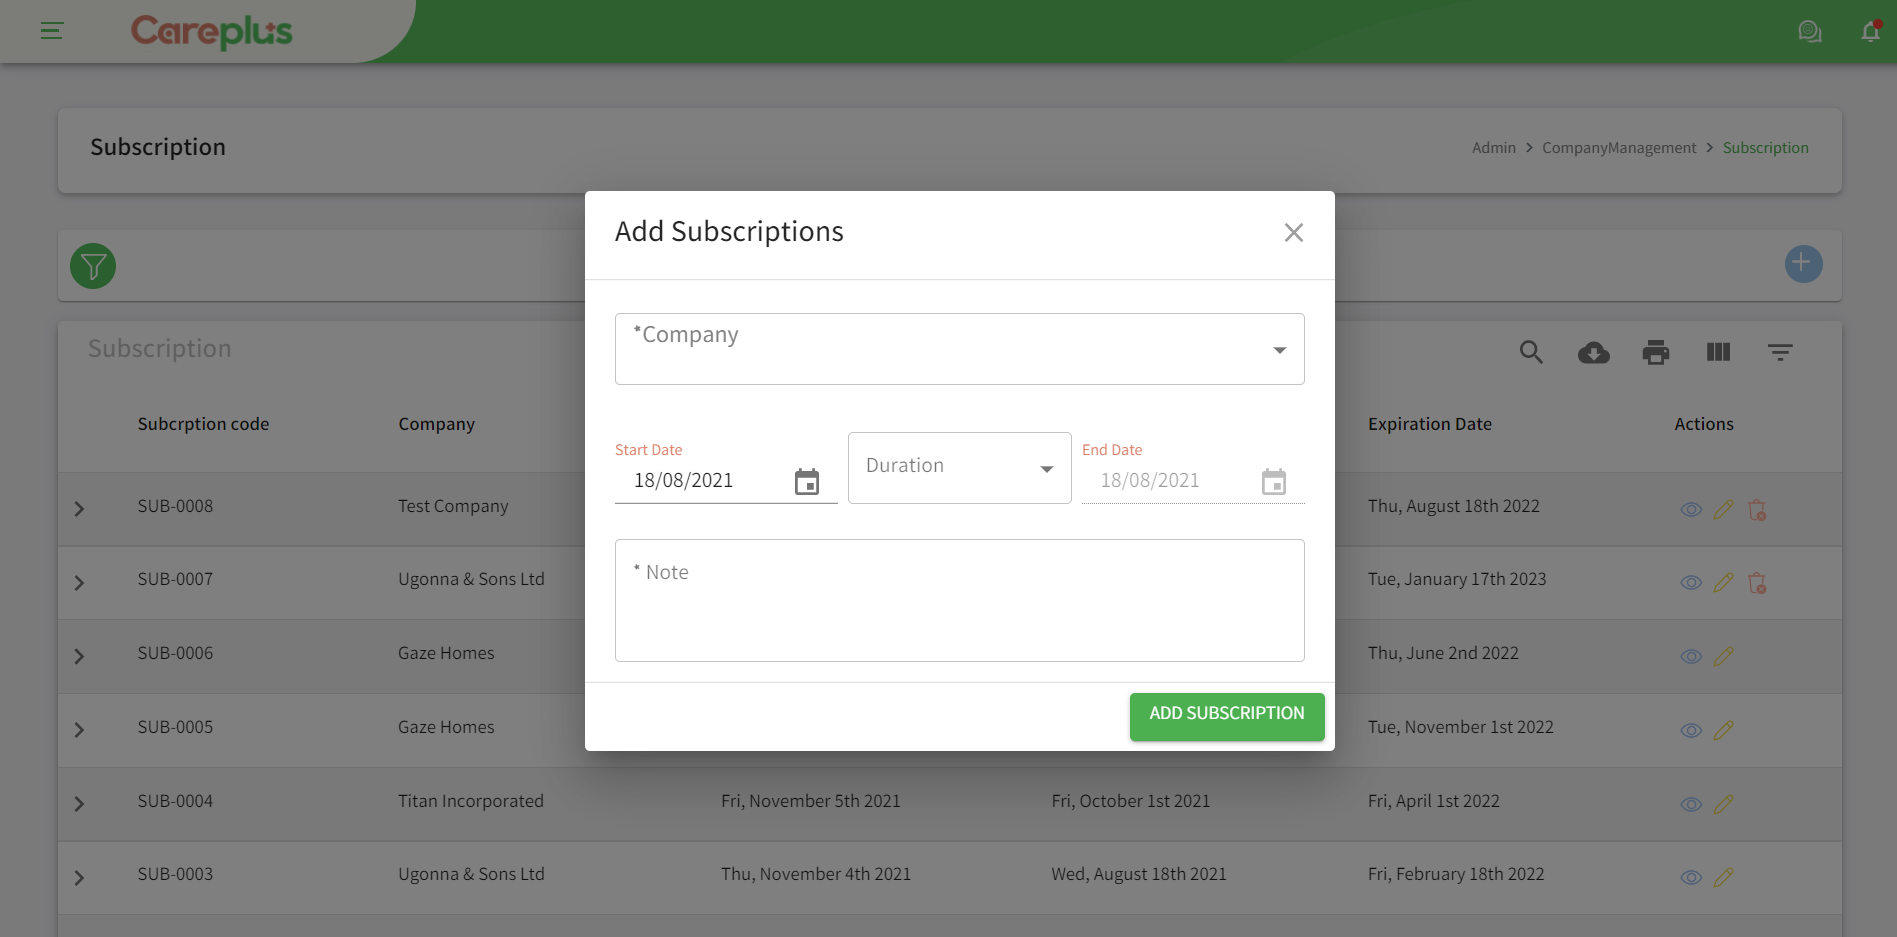 Careplus
Subscription
Admin > CompanyManagement > Subscription
Add Subscriptions
*Company
Start Date
18/08/2021
Duration
End Date
18/08/2021
* Note
ADD SUBSCRIPTION
Subscription
Subcrption code Company Expiration Date Actions
SUB-0008 Test Company Thu, August 18th 2022
SUB-0007 Ugonna & Sons Ltd Tue, January 17th 2023
SUB-0006 Gaze Homes Thu, June 2nd 2022
SUB-0005 Gaze Homes Tue, November 1st 2022
SUB-0004 Titan Incorporated Fri, November 5th 2021 Fri, October 1st 2021 Fri, April 1st 2022
SUB-0003 Ugonna & Sons Ltd Thu, November 4th 2021 Wed, August 18th 2021 Fri, February 18th 2022